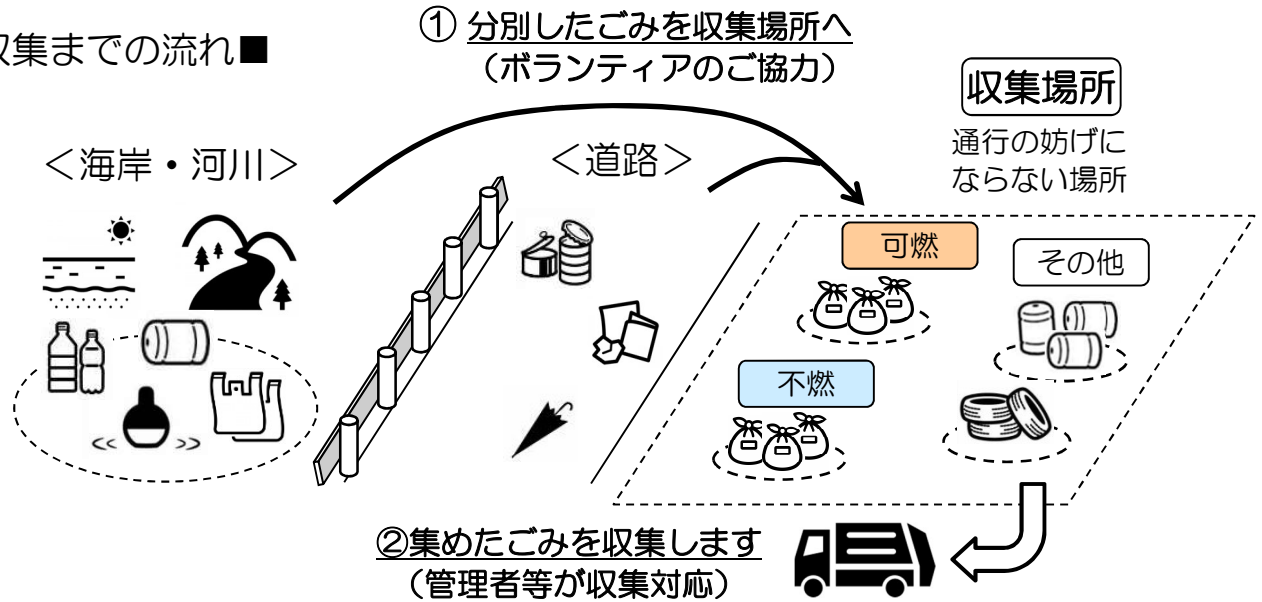 収集までの流れ■
① 分別したごみを収集場所へ
（ボランティアのご協力）
収集場所
通行の妨げに
ならない場所
＜海岸・河川＞
＜道路＞
可燃
その他
不燃
②集めたごみを収集します
（管理者等が収集対応）